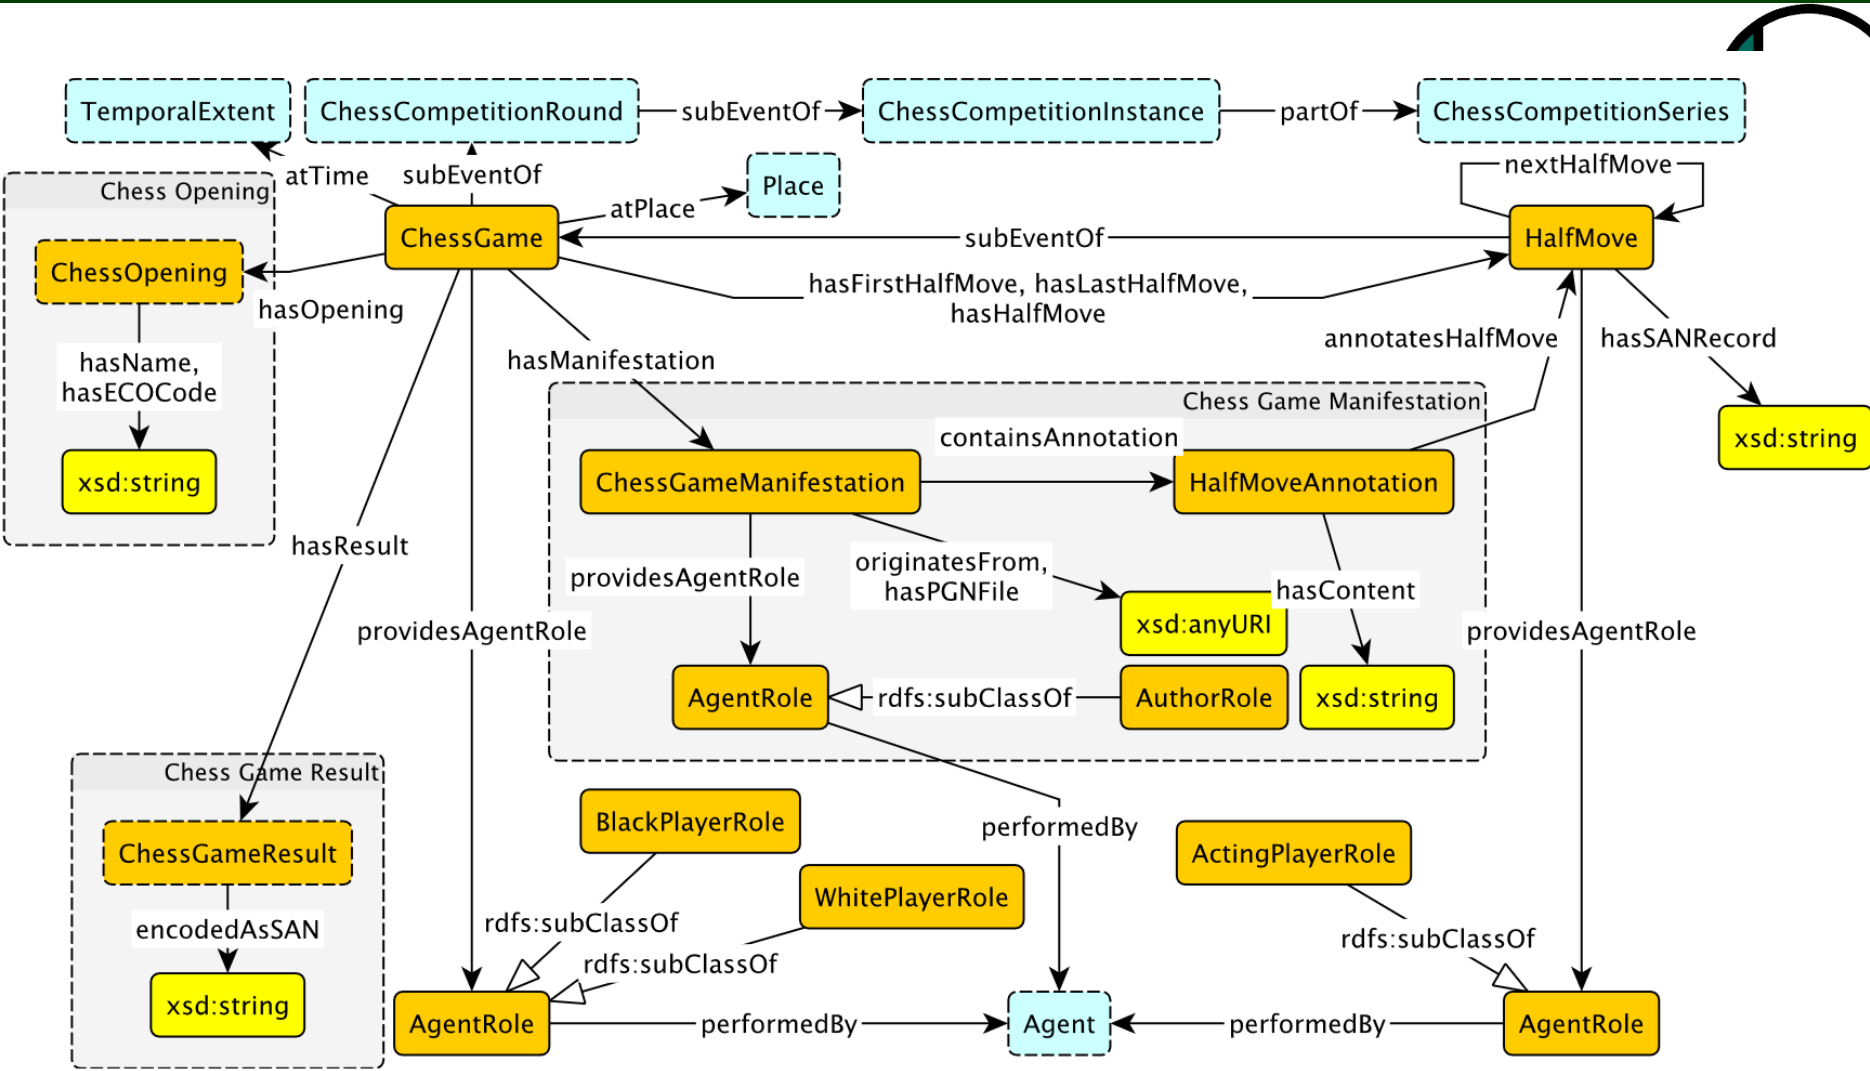 TemporalExtent
ChessCompetitionRound
subEventOf
ChessCompetitionInstance
partOf
ChessCompetitionSeries
atTime
subEventOf
Place
nextHalfMove
Chess Opening
atPlace
ChessGame
subEventOf
HalfMove
ChessOpening
hasOpening
hasFirstHalfMove, hasLastHalfMove,
hasHalfMove
annotatesHalfMove
hasSANRecord
hasName,
hasECOCode
hasManifestation
Chess Game Manifestation
containsAnnotation
xsd:string
xsd:string
ChessGameManifestation
HalfMoveAnnotation
hasResult
providesAgentRole
originatesFrom,
hasPGNFile
hasContent
xsd:anyURI
providesAgentRole
providesAgentRole
AgentRole
rdfs:subClassOf
AuthorRole
xsd:string
Chess Game Result
BlackPlayerRole
performedBy
ChessGameResult
ActingPlayerRole
WhitePlayerRole
encodedAsSAN
rdfs:subClassOf
rdfs:subClassOf
rdfs:subClassOf
xsd:string
AgentRole
performedBy
Agent
performedBy
AgentRole